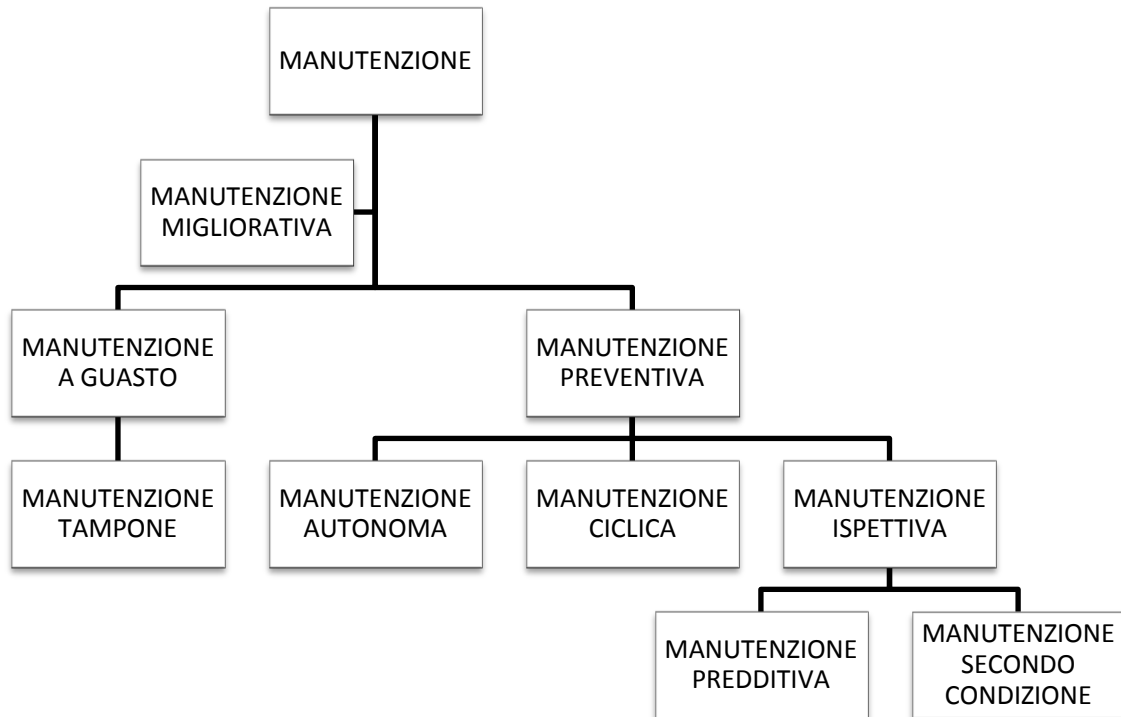 MANUTENZIONE
MANUTENZIONE
MIGLIORATIVA
MANUTENZIONE
A GUASTO
MANUTENZIONE
PREVENTIVA
MANUTENZIONE
TAMPONE
MANUTENZIONE
AUTONOMA
MANUTENZIONE
CICLICA
MANUTENZIONE
ISPETTIVA
MANUTENZIONE
PREDDITIVA
MANUTENZIONE
SECONDO
CONDIZIONE